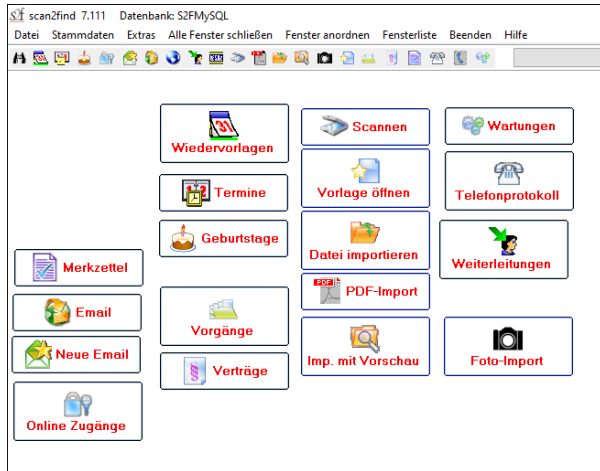 scan2find 7.111 Datenbank: S2FMySQL
Datei Stammdaten Extras Alle Fenster schließen Fenster anordnen Fensterliste Beenden Hilfe
Wiedervorlagen
Scannen
Wartungen
Termine
Vorlage öffnen
Telefonprotokoll
Geburtstage
Datei importieren
Weiterleitungen
Merkzettel
PDF-Import
Email
Vorgänge
Imp. mit Vorschau
Foto-Import
Neue Email
Verträge
Online Zugänge